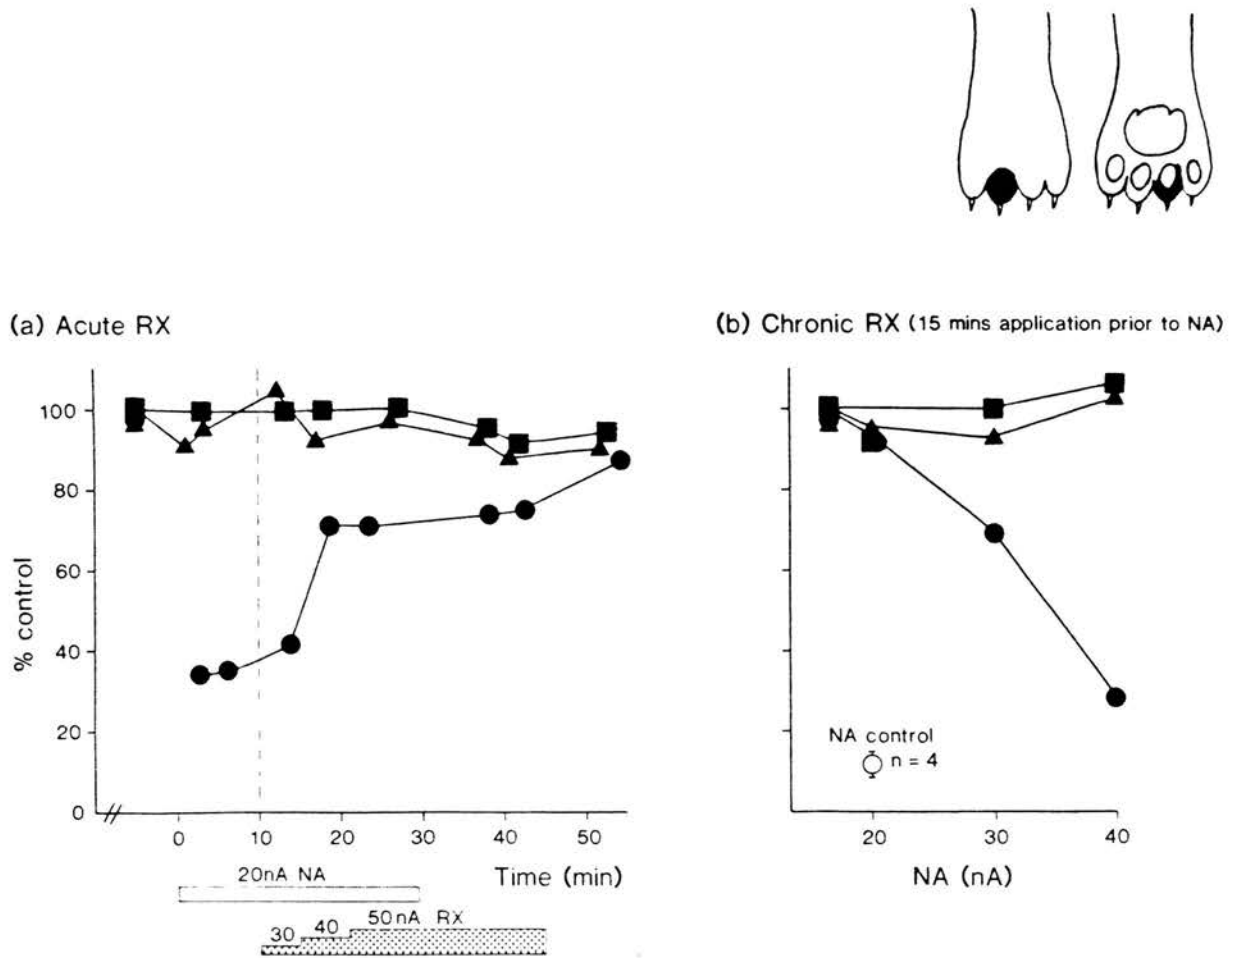 (a) Acute RX
(b) Chronic RX (15 mins application prior to NA)
% control
100
80
60
40
20
0
0 10 20 30 40 50
Time (min)
20nA NA
30 40 50nA RX
NA control
n = 4
20 30 40
NA (nA)